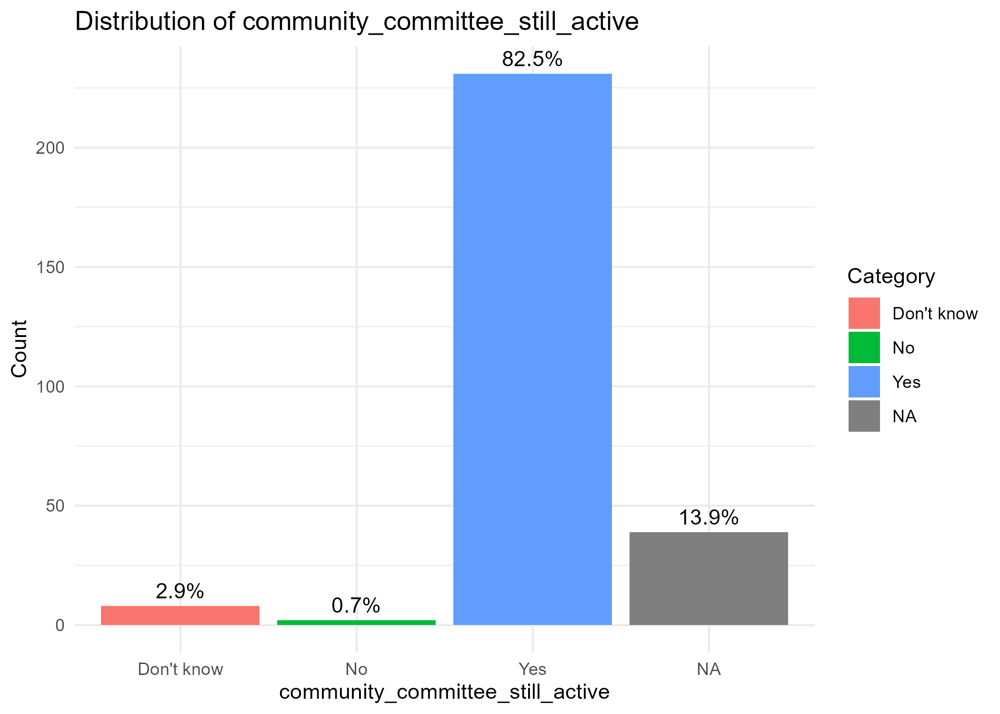 Distribution of community_committee_still_active
82.5%
200
150
100
50
0
Count
13.9%
2.9%
0.7%
Don't know
No
Yes
NA
community_committee_still_active
Category
Don't know
No
Yes
NA